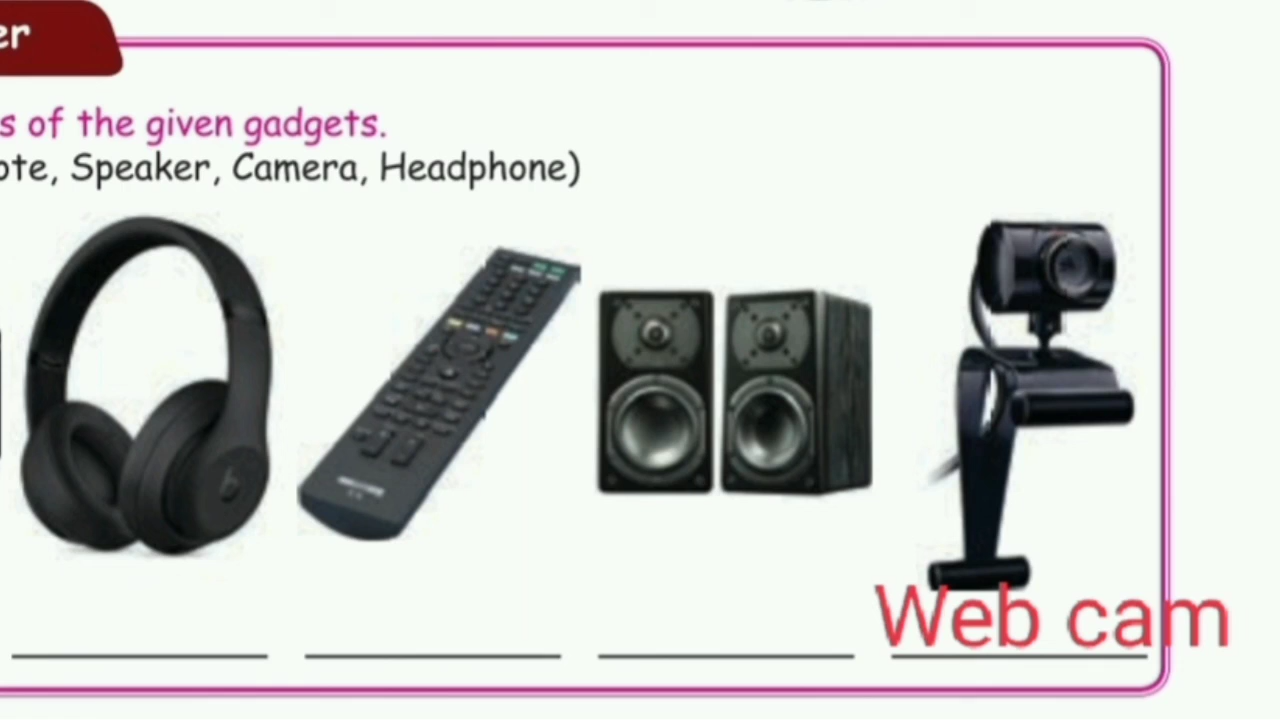 er
s of the given gadgets.
ote, Speaker, Camera, Headphone)
Web cam